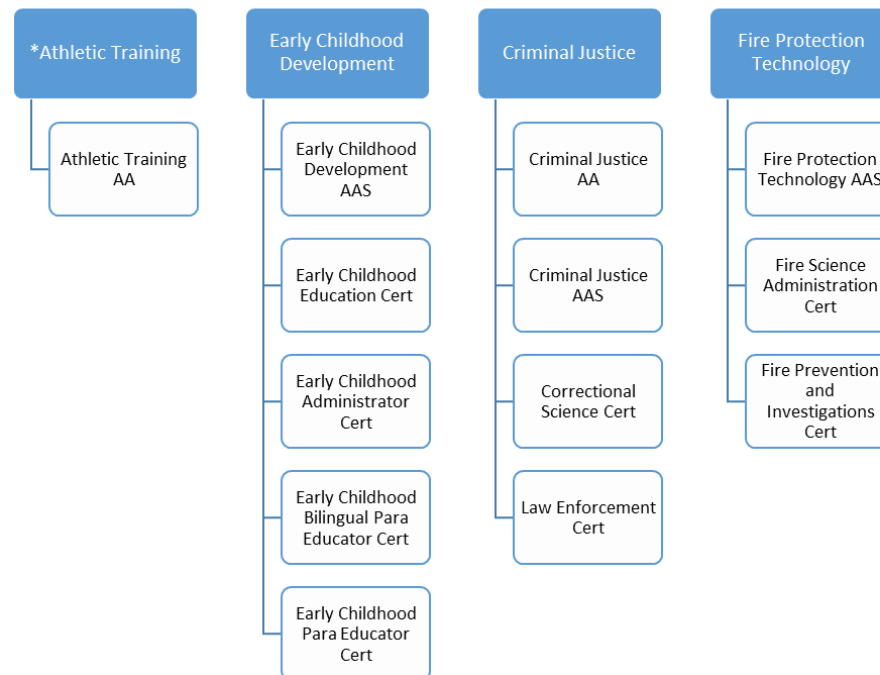 *Athletic Training
Athletic Training
AA
Early Childhood
Development
Early Childhood
Development
AAS
Early Childhood
Education Cert
Early Childhood
Administrator
Cert
Early Childhood
Bilingual Para
Educator Cert
Early Childhood
Para Educator
Cert
Criminal Justice
Criminal Justice
AA
Criminal Justice
AAS
Correctional
Science Cert
Law Enforcement
Cert
Fire Protection
Technology
Fire Protection
Technology AAS
Fire Science
Administration
Cert
Fire Prevention
and
Investigations
Cert